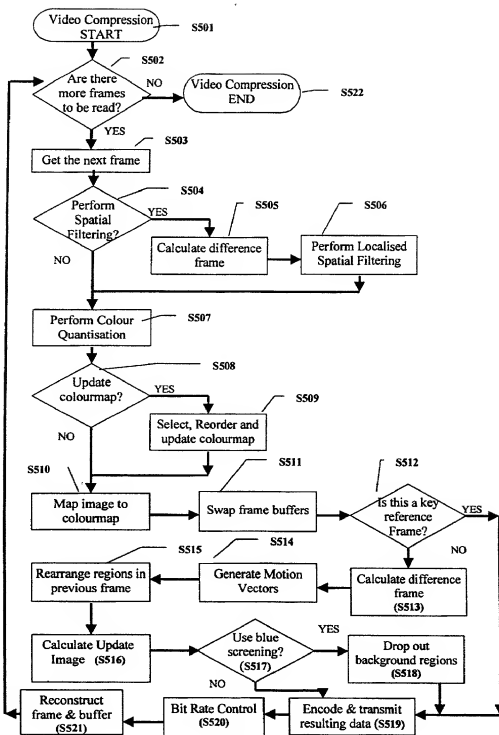 Video Compression
START
S501
S502
Are there
more frames
to be read?
NO
Video Compression
END
S522
YES
S503
Get the next frame
S504
Perform
Spatial
Filtering?
YES
S505
Calculate difference
frame
S506
Perform Localised
Spatial Filtering
NO
Perform Colour
Quantisation
S507
S508
Update
colourmap?
YES
S509
Select, Reorder and
update colourmap
NO
S510
Map image to
colourmap
S511
Swap frame buffers
S512
Is this a key
reference
Frame?
YES
NO
Calculate difference
frame
(S513)
S514
Generate Motion
Vectors
S515
Rearrange regions in
previous frame
Calculate Update
Image (S516)
Use blue
screening?
(S517)
YES
Drop out
background regions
(S518)
NO
Encode & transmit
resulting data (S519)
Bit Rate Control
(S520)
Reconstruct
frame & buffer
(S521)